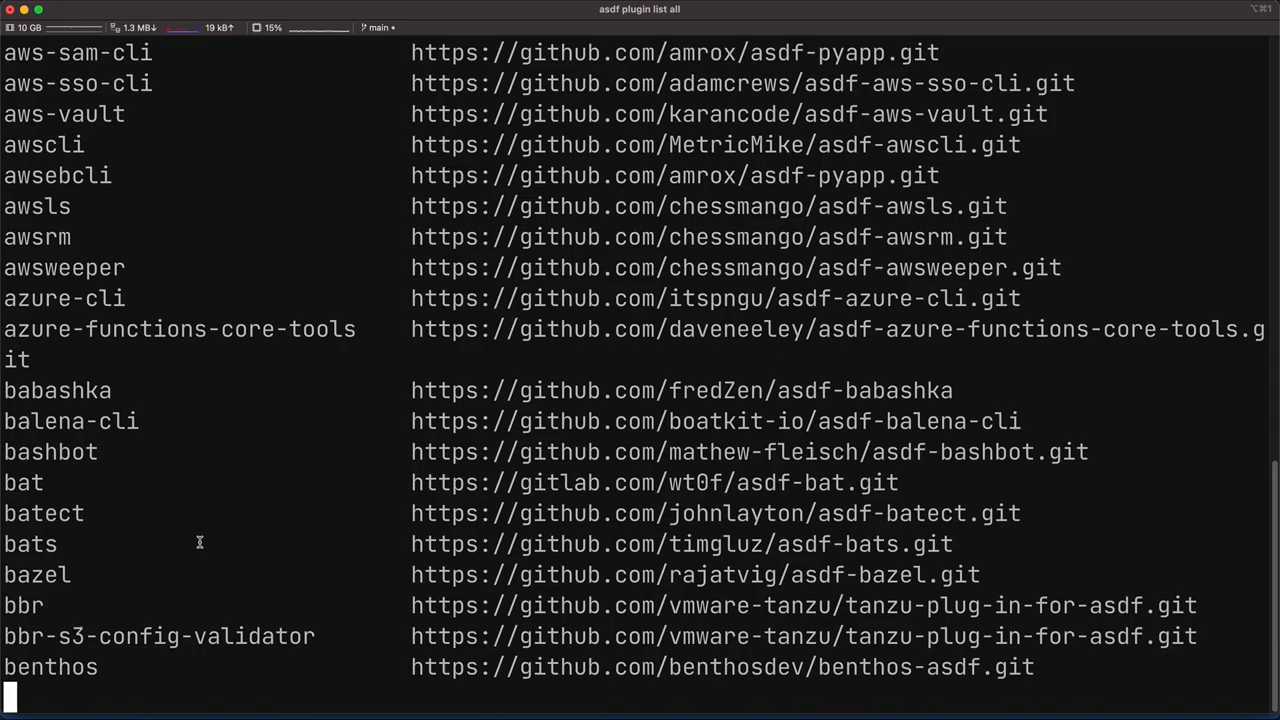 asdf plugin list all
⌥⌘1
10 GB 1.3 MB↓ 19 kB↑ 15% main •
aws-sam-cli https://github.com/amrox/asdf-pyapp.git
aws-sso-cli https://github.com/adamcrews/asdf-aws-sso-cli.git
aws-vault https://github.com/karancode/asdf-aws-vault.git
awscli https://github.com/MetricMike/asdf-awscli.git
awsebcli https://github.com/amrox/asdf-pyapp.git
awsls https://github.com/chessmango/asdf-awsls.git
awsrm https://github.com/chessmango/asdf-awsrm.git
awsweeper https://github.com/chessmango/asdf-awsweeper.git
azure-cli https://github.com/itspngu/asdf-azure-cli.git
azure-functions-core-tools https://github.com/daveneeley/asdf-azure-functions-core-tools.g
it
babashka https://github.com/fredZen/asdf-babashka
balena-cli https://github.com/boatkit-io/asdf-balena-cli
bashbot https://github.com/mathew-fleisch/asdf-bashbot.git
bat https://gitlab.com/wt0f/asdf-bat.git
batect https://github.com/johnlayton/asdf-batect.git
bats https://github.com/timgluz/asdf-bats.git
bazel https://github.com/rajatvig/asdf-bazel.git
bbr https://github.com/vmware-tanzu/tanzu-plug-in-for-asdf.git
bbr-s3-config-validator https://github.com/vmware-tanzu/tanzu-plug-in-for-asdf.git
benthos https://github.com/benthosdev/benthos-asdf.git